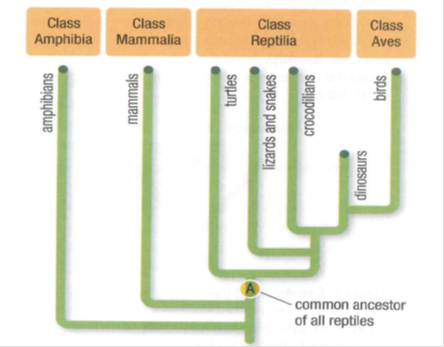 Class
Amphibia
Class
Mammalia
Class
Reptilia
Class
Aves
amphibians
mammals
turtles
lizards and snakes
crocodilians
dinosaurs
birds
A
common ancestor
of all reptiles